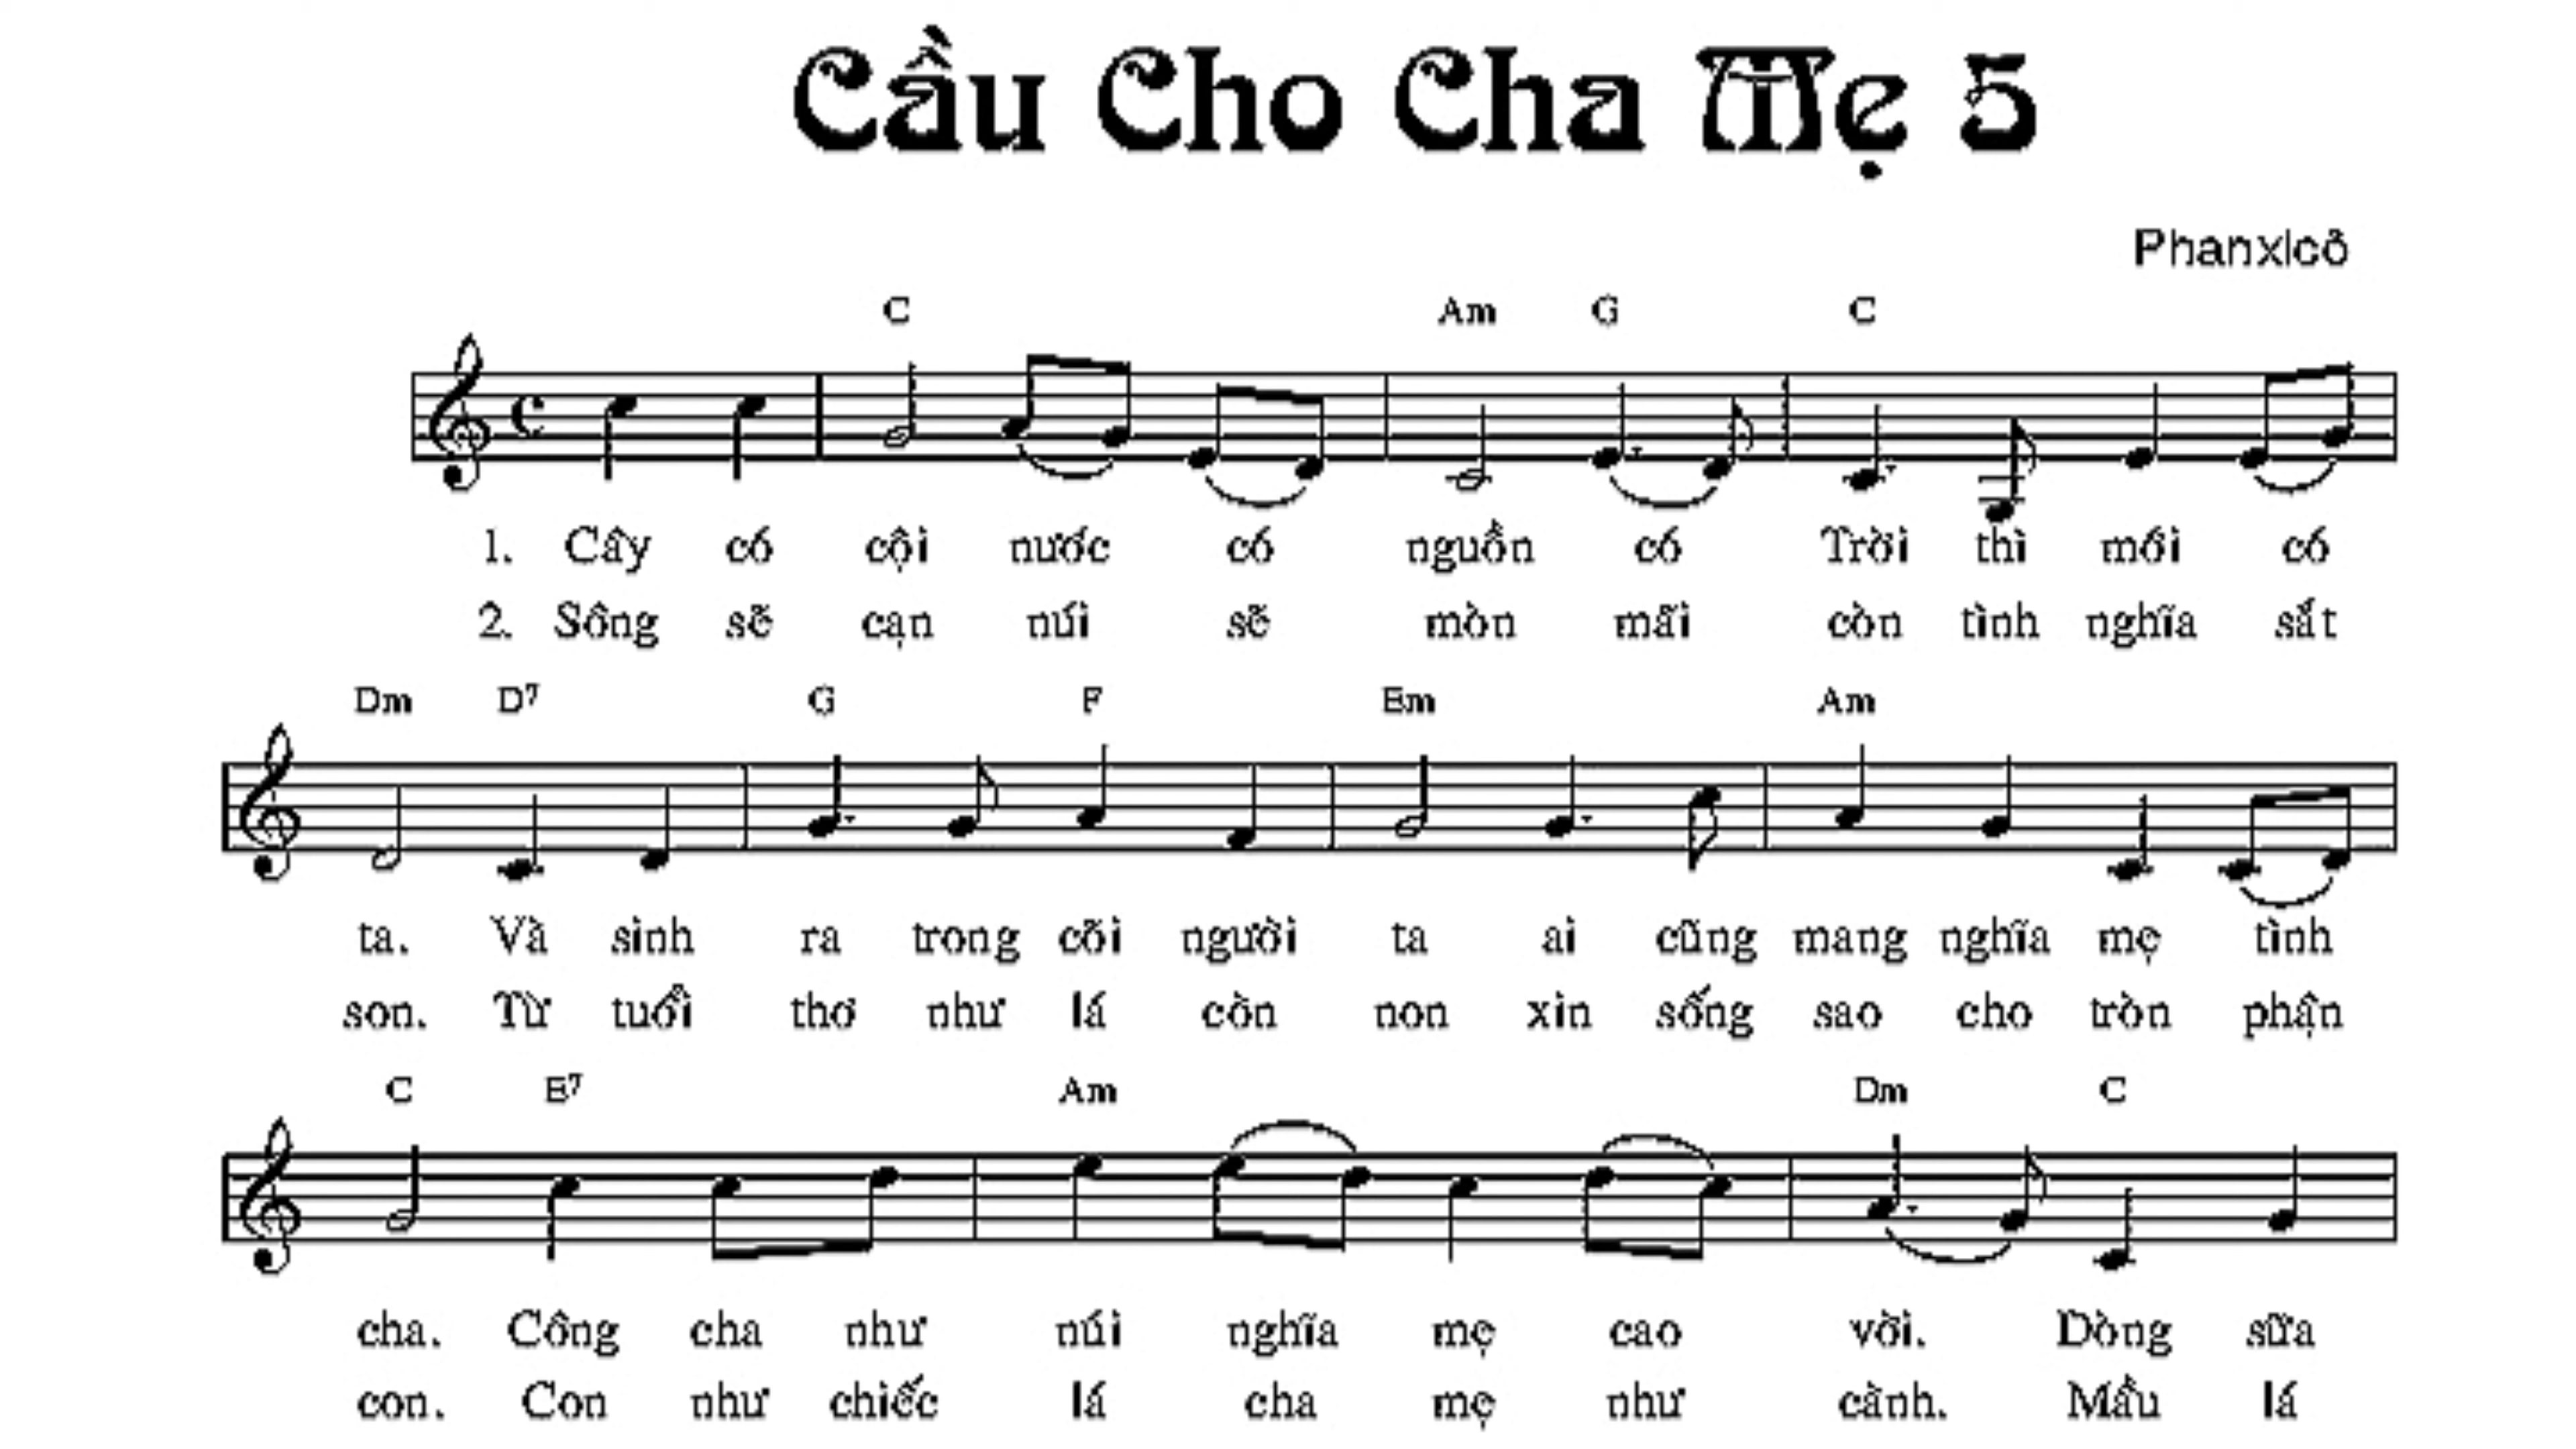 Cầu Cho Cha Mẹ 5
Phanxicô
C Am G C
1. Cây có cội nước có nguồn có Trời thì mới có
2. Sông sẽ cạn núi sẽ mòn mãi còn tình nghĩa sắt
Dm D7 G F Em Am
ta. Và sinh ra trong cõi người ta ai cũng mang nghĩa mẹ tình
son. Từ tuổi thơ như lá còn non xin sống sao cho tròn phận
C E7 Am Dm C
cha. Công cha như núi nghĩa mẹ cao vời. Dòng sữa
con. Con như chiếc lá cha mẹ như cành. Mầu lá